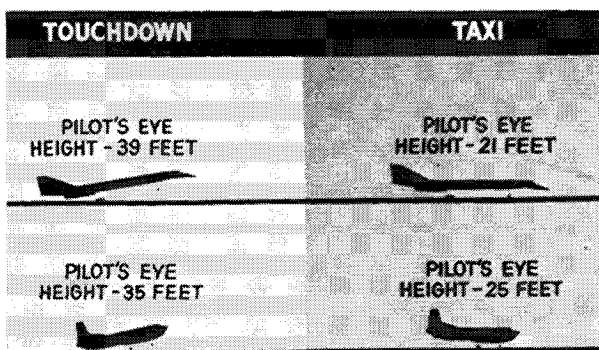 TOUCHDOWN
TAXI
PILOT'S EYE
HEIGHT-39 FEET
PILOT'S EYE
HEIGHT-21 FEET
PILOT'S EYE
HEIGHT-35 FEET
PILOT'S EYE
HEIGHT-25 FEET